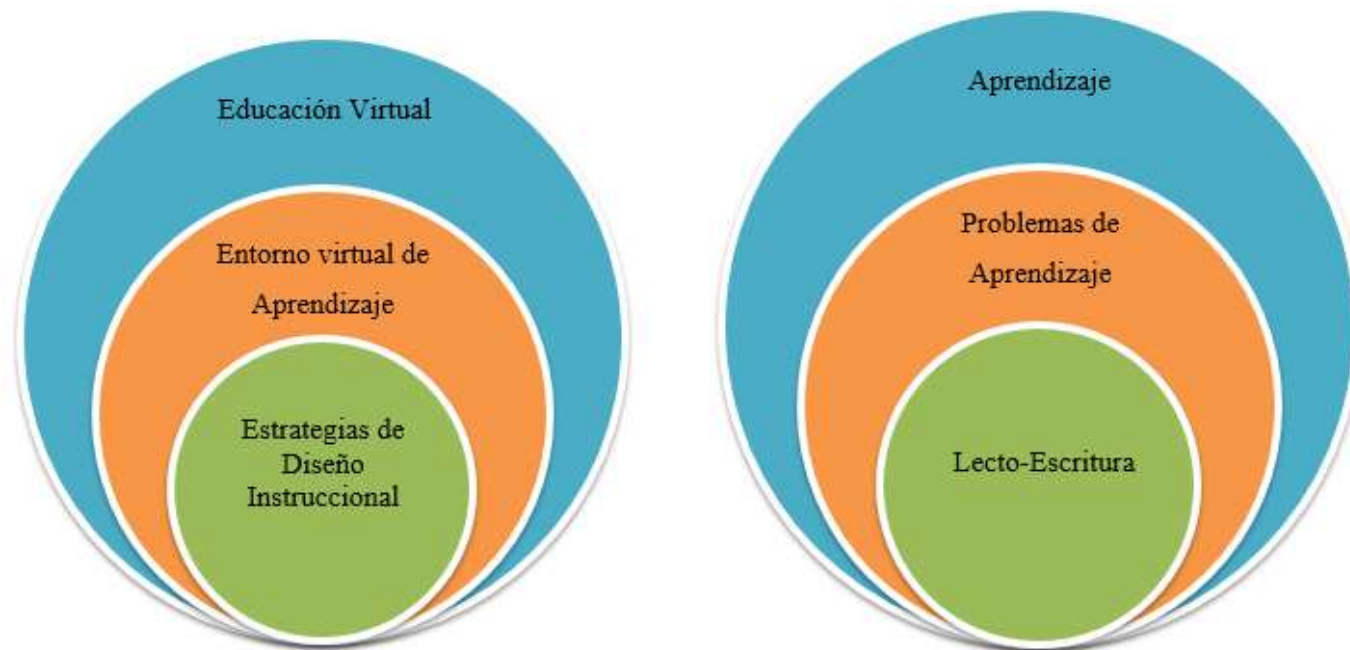 Educación Virtual
Entorno virtual de
Aprendizaje
Estrategias de
Diseño
Instruccional
Aprendizaje
Problemas de
Aprendizaje
Lecto-Escritura